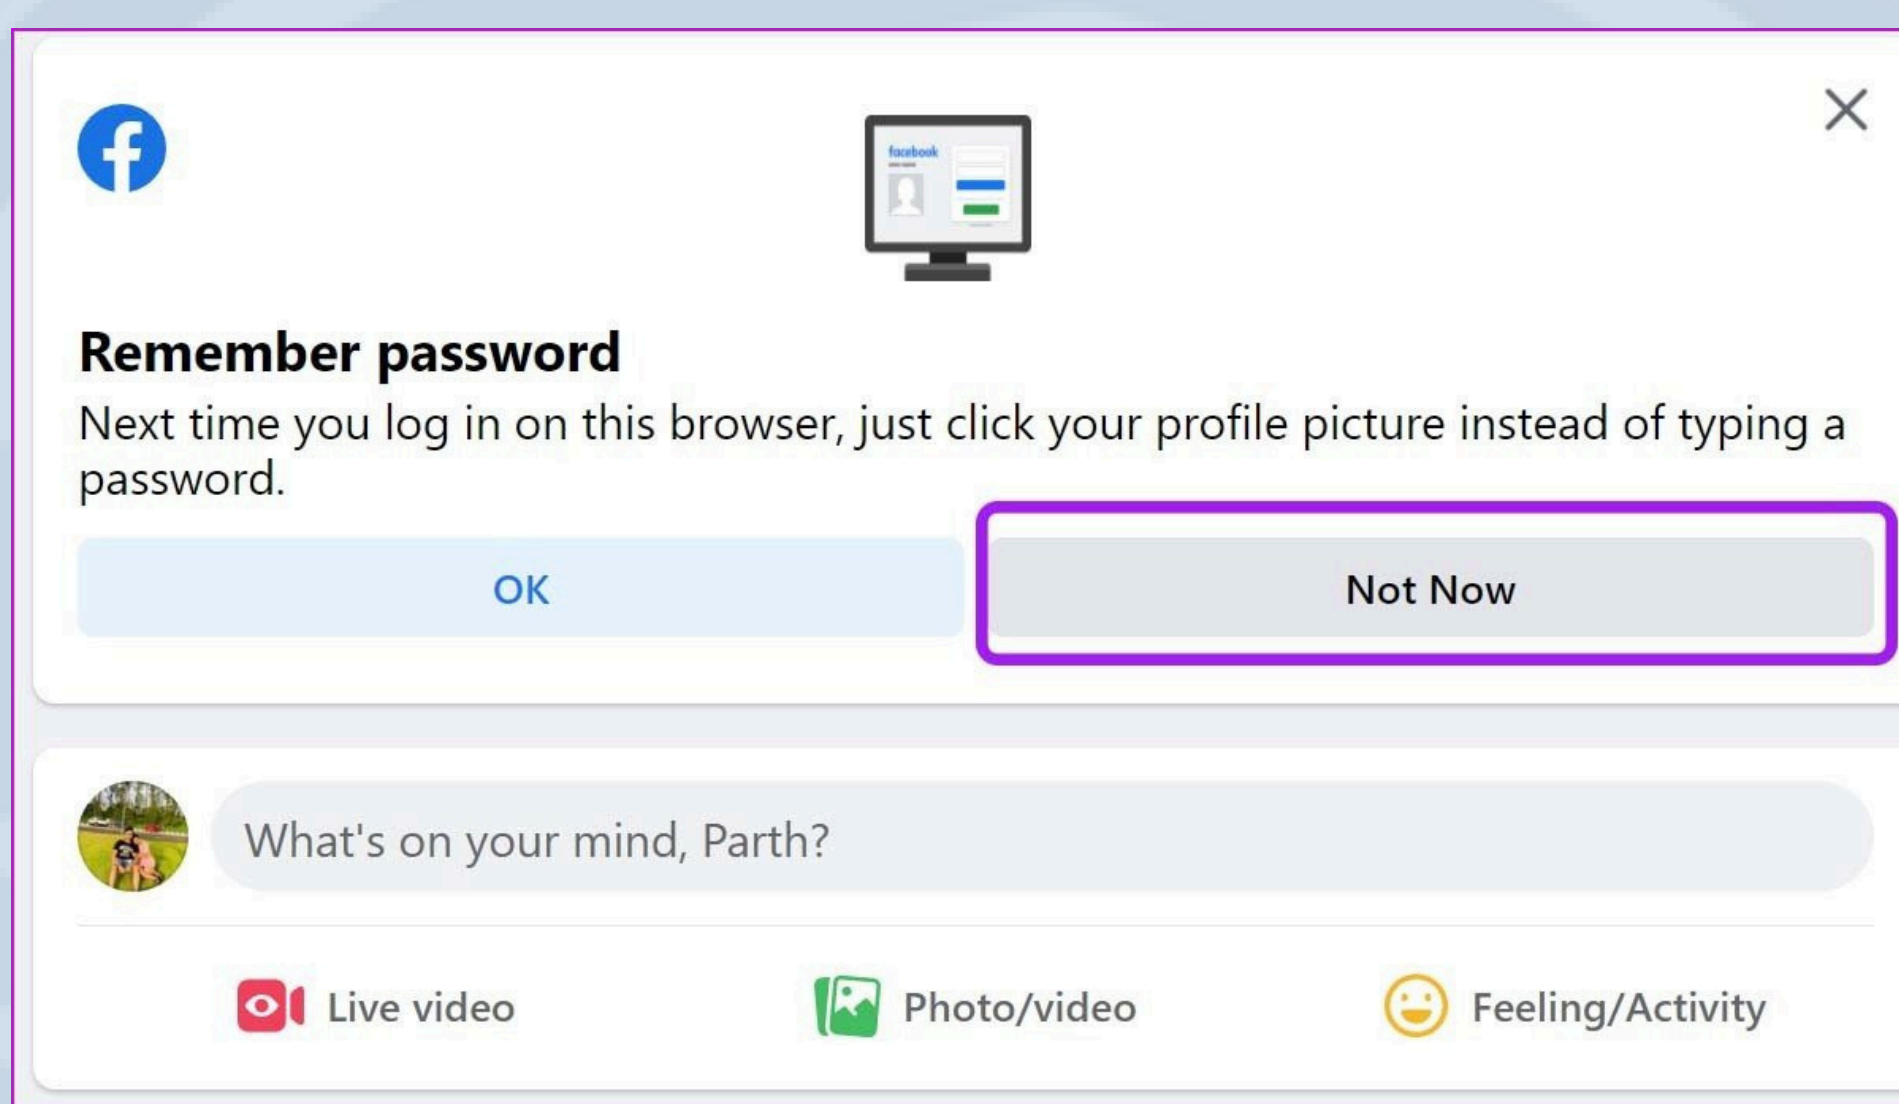 facebook
Remember password
Next time you log in on this browser, just click your profile picture instead of typing a
password.
OK
Not Now
What's on your mind, Parth?
Live video
Photo/video
Feeling/Activity